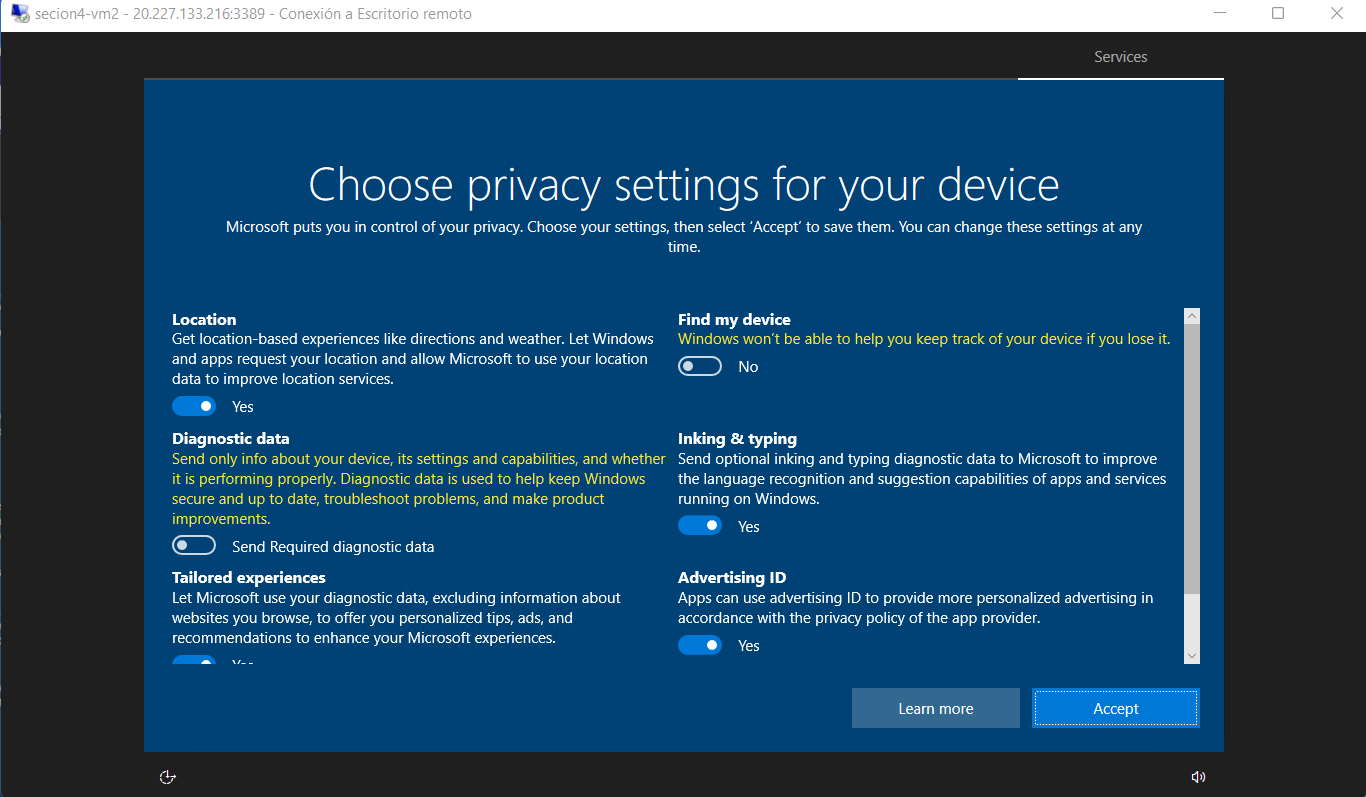 secion4-vm2 - 20.227.133.216:3389 - Conexión a Escritorio remoto
Services
Choose privacy settings for your device
Microsoft puts you in control of your privacy. Choose your settings, then select ‘Accept’ to save them. You can change these settings at any
time.
Location
Get location-based experiences like directions and weather. Let Windows
and apps request your location and allow Microsoft to use your location
data to improve location services.
Yes
Find my device
Windows won’t be able to help you keep track of your device if you lose it.
No
Diagnostic data
Send only info about your device, its settings and capabilities, and whether
it is performing properly. Diagnostic data is used to help keep Windows
secure and up to date, troubleshoot problems, and make product
improvements.
Send Required diagnostic data
Inking & typing
Send optional inking and typing diagnostic data to Microsoft to improve
the language recognition and suggestion capabilities of apps and services
running on Windows.
Yes
Tailored experiences
Let Microsoft use your diagnostic data, excluding information about
websites you browse, to offer you personalized tips, ads, and
recommendations to enhance your Microsoft experiences.
Yes
Advertising ID
Apps can use advertising ID to provide more personalized advertising in
accordance with the privacy policy of the app provider.
Yes
Learn more
Accept